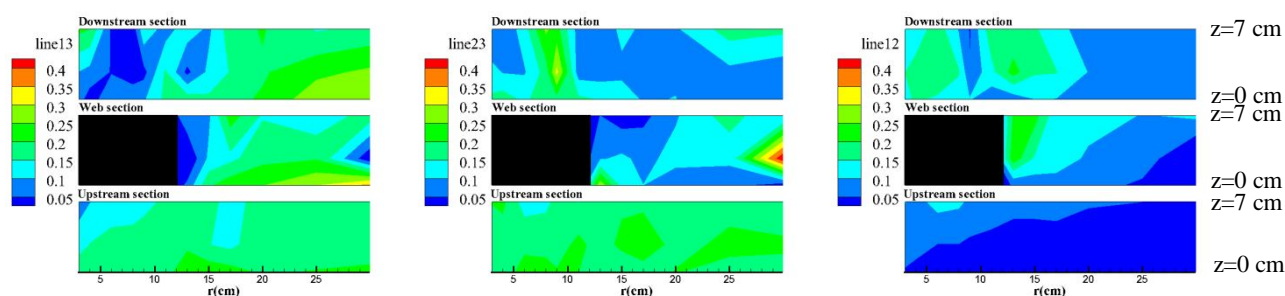 Downstream section
line13
0.4
0.35
0.3
0.25
0.2
0.15
0.1
0.05
Web section
Upstream section
5 10 15 20 25
r(cm)
Downstream section
line23
0.4
0.35
0.3
0.25
0.2
0.15
0.1
0.05
Web section
Upstream section
5 10 15 20 25
r(cm)
Downstream section
line12
0.4
0.35
0.3
0.25
0.2
0.15
0.1
0.05
Web section
Upstream section
5 10 15 20 25
r(cm)
z=7 cm
z=0 cm
z=7 cm
z=0 cm
z=7 cm
z=0 cm